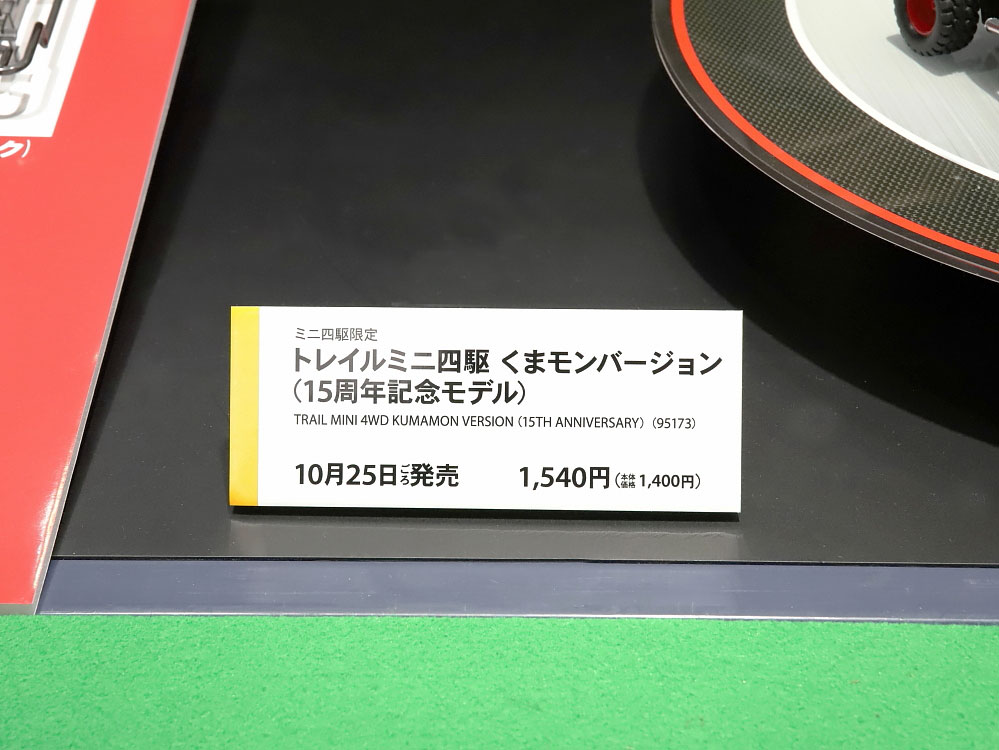 ク)
ミニ四駆限定
トレイルミニ四駆 くまモンバージョン
(15周年記念モデル)
TRAIL MINI 4WD KUMAMON VERSION (15TH ANNIVERSARY) (95173)
10月25日ごろ発売 1,540円(本体価格1,400円)